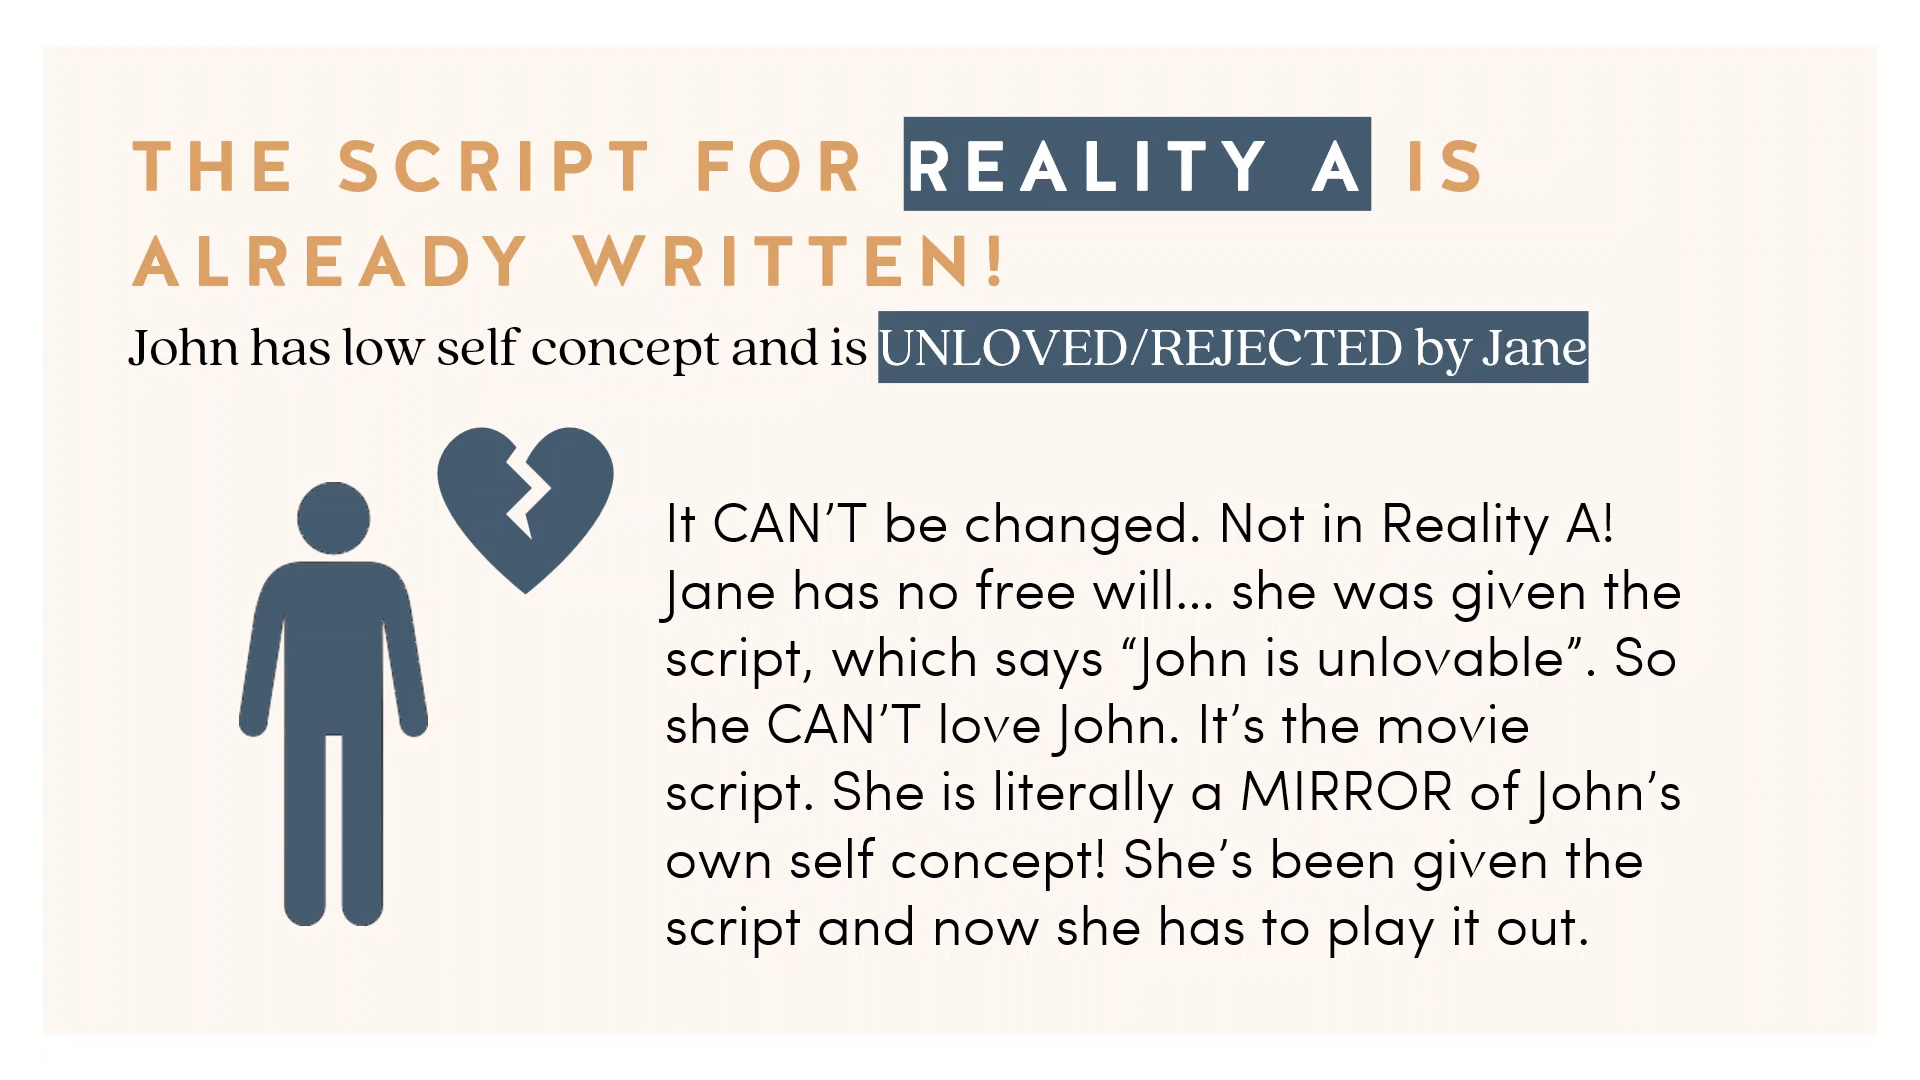 THE SCRIPT FOR REALITY A IS
ALREADY WRITTEN!
John has low self concept and is UNLOVED/REJECTED by Jane
It CAN’T be changed. Not in Reality A!
Jane has no free will... she was given the
script, which says “John is unlovable”. So
she CAN’T love John. It’s the movie
script. She is literally a MIRROR of John’s
own self concept! She’s been given the
script and now she has to play it out.